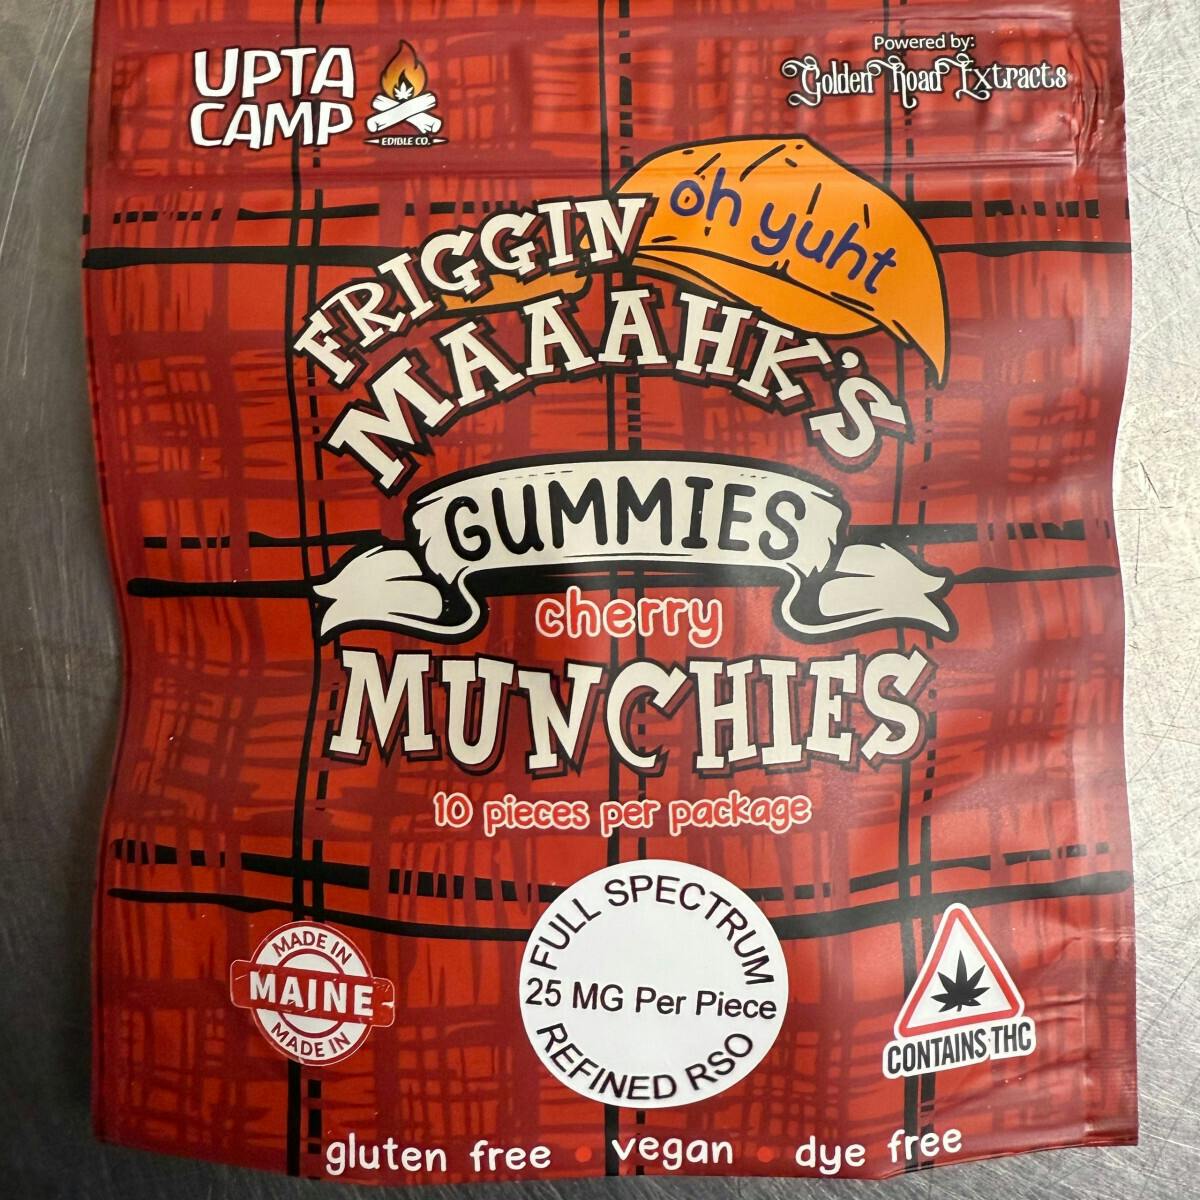 UPTA
CAMP
EDIBLE CO.
Powered by:
Golden Road Extracts
oh yuht
FRIGGIN
MAAAHK'S
GUMMIES
cherry
MUNCHIES
10 pieces per package
MADE IN
MAINE
MADE IN
FULL SPECTRUM
25 MG Per Piece
REFINED RSO
CONTAINS THC
gluten free • vegan • dye free